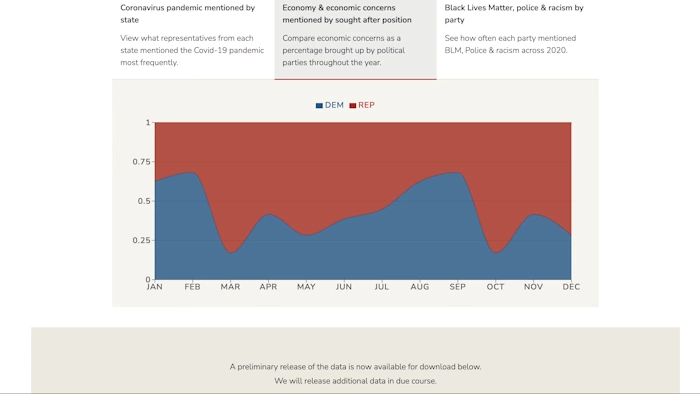 Coronavirus pandemic mentioned by
state
View what representatives from each
state mentioned the Covid-19 pandemic
most frequently.
Economy & economic concerns
mentioned by sought after position
Compare economic concerns as a
percentage brought up by political
parties throughout the year.
Black Lives Matter, police & racism by
party
See how often each party mentioned
BLM, Police & racism across 2020.
DEM REP
1
0.75
0.5
0.25
0
JAN FEB MAR APR MAY JUN JUL AUG SEP OCT NOV DEC
A preliminary release of the data is now available for download below.
We will release additional data in due course.